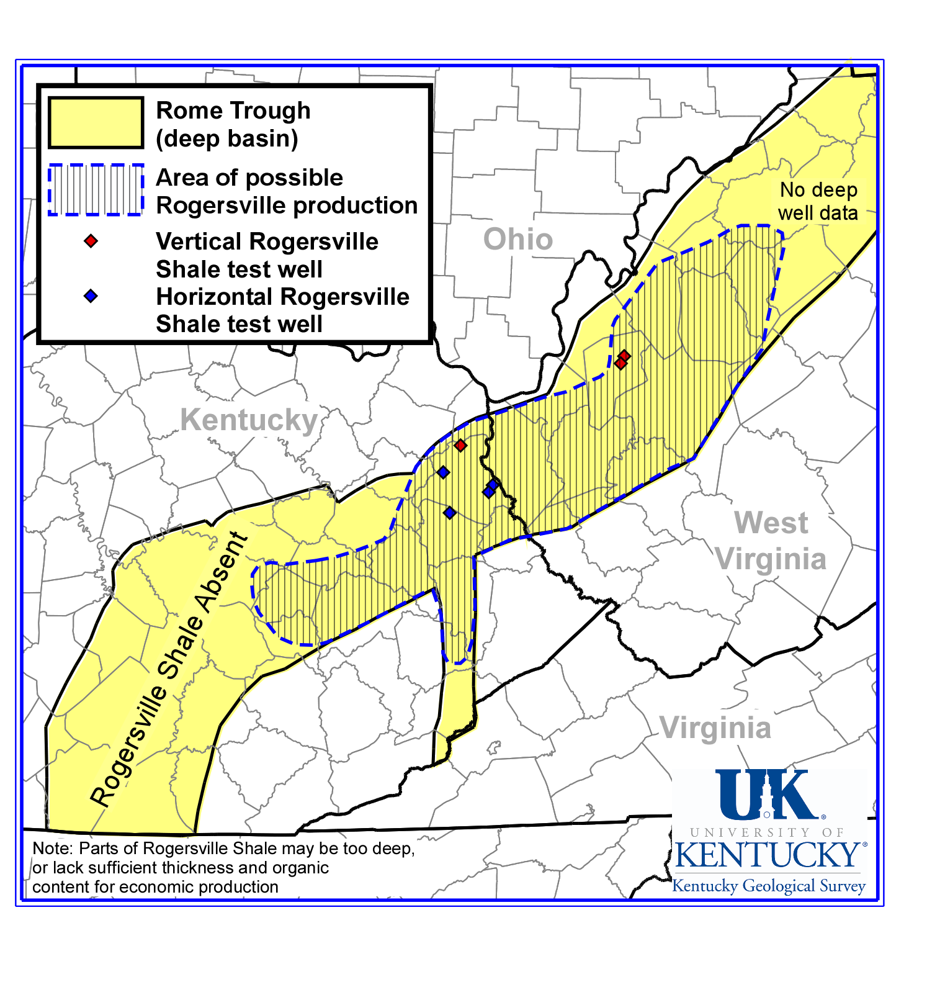 Rome Trough
(deep basin)
Area of possible
Rogersville production
Vertical Rogersville
Shale test well
Horizontal Rogersville
Shale test well
No deep
well data
Ohio
Kentucky
West
Virginia
Rogersville Shale Absent
Virginia
UK®
UNIVERSITY OF
KENTUCKY®
Kentucky Geological Survey
Note: Parts of Rogersville Shale may be too deep,
or lack sufficient thickness and organic
content for economic production